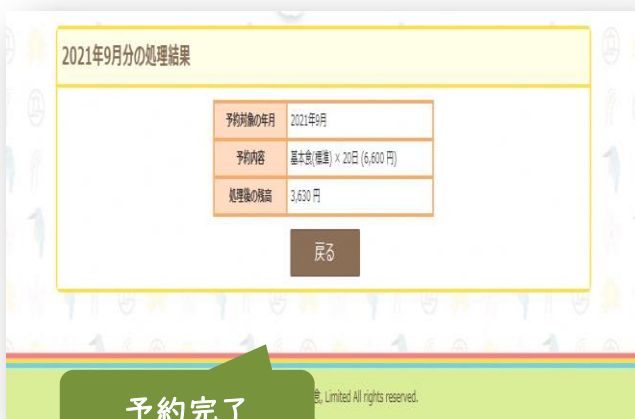 2021年9月分の処理結果
予約対象の年月 2021年9月
予約内容 基本食(標準) × 20日 (6,600 円)
処理後の残高 3,630 円
戻る
食, Limited All rights reserved.
予約完了